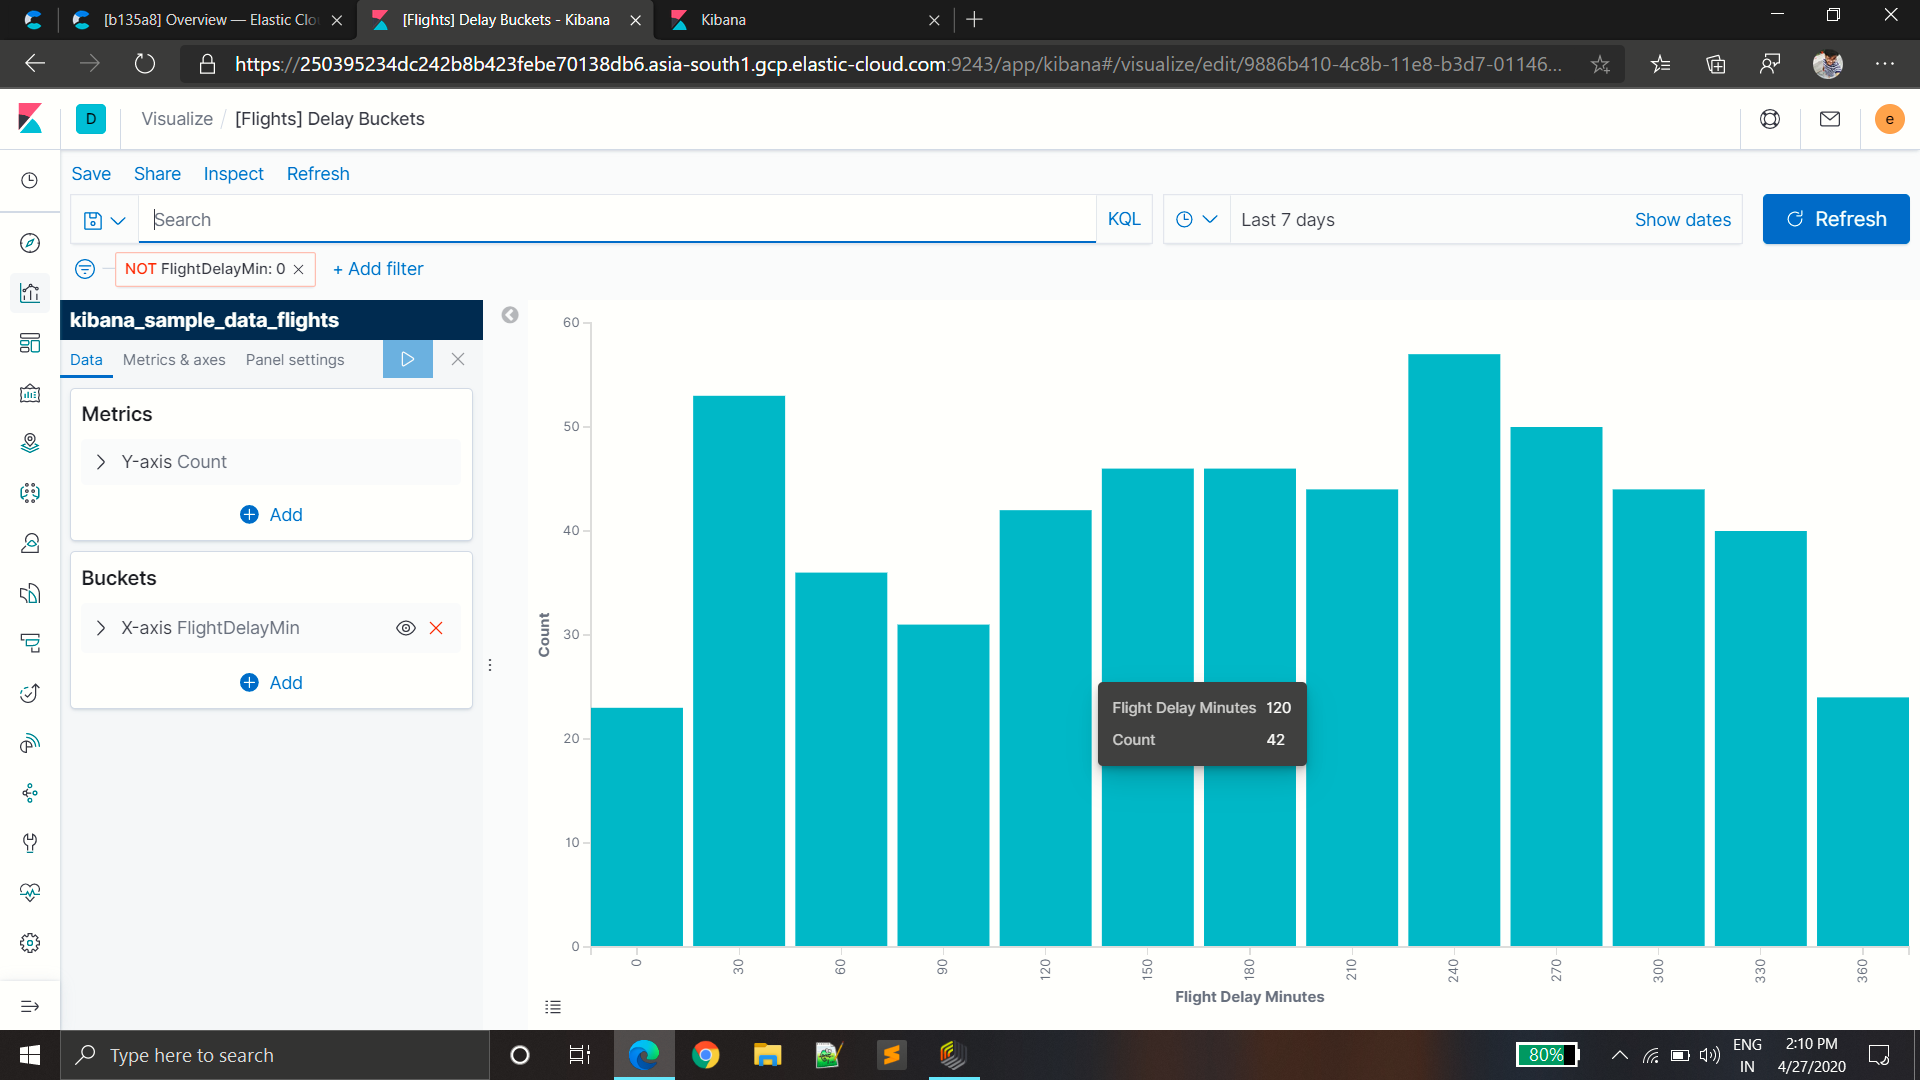 [b135a8] Overview — Elastic Clo
[Flights] Delay Buckets - Kibana
Kibana
https://250395234dc242b8b423febe70138db6.asia-south1.gcp.elastic-cloud.com:9243/app/kibana#/visualize/edit/9886b410-4c8b-11e8-b3d7-01146...
D
Visualize / [Flights] Delay Buckets
e
Save Share Inspect Refresh
Search
KQL
Last 7 days
Show dates
Refresh
NOT FlightDelayMin: 0
+ Add filter
kibana_sample_data_flights
Data Metrics & axes Panel settings
Metrics
Y-axis Count
Add
Buckets
X-axis FlightDelayMin
Add
60
50
40
30
20
10
0
Count
Flight Delay Minutes 120
Count 42
0 30 60 90 120 150 180 210 240 270 300 330 360
Flight Delay Minutes
Type here to search
80%
ENG
IN
2:10 PM
4/27/2020